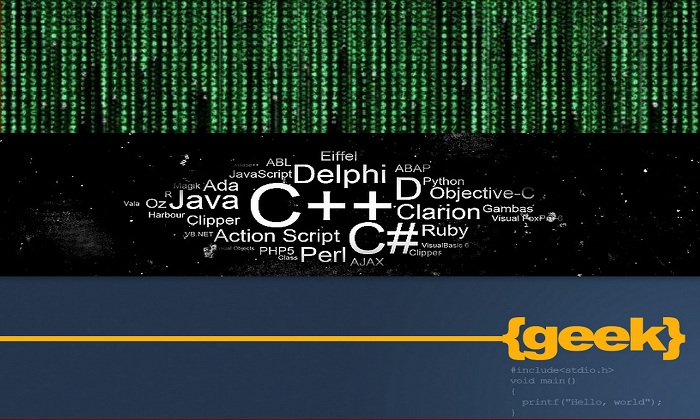 Eiffel
ABL
JavaScript Delphi ABAP
Magik Ada Python
R D Objective-C
Vala Oz Java C++ Clarion Gambas
Harbour Clipper Visual FoxPro
VB.NET Action Script C# Ruby
Visual Objects PHP5 Perl VisualBasic 6
Class AJAX Clipper
{geek}
#include<stdio.h>
void main()
{
printf("Hello, world");
}